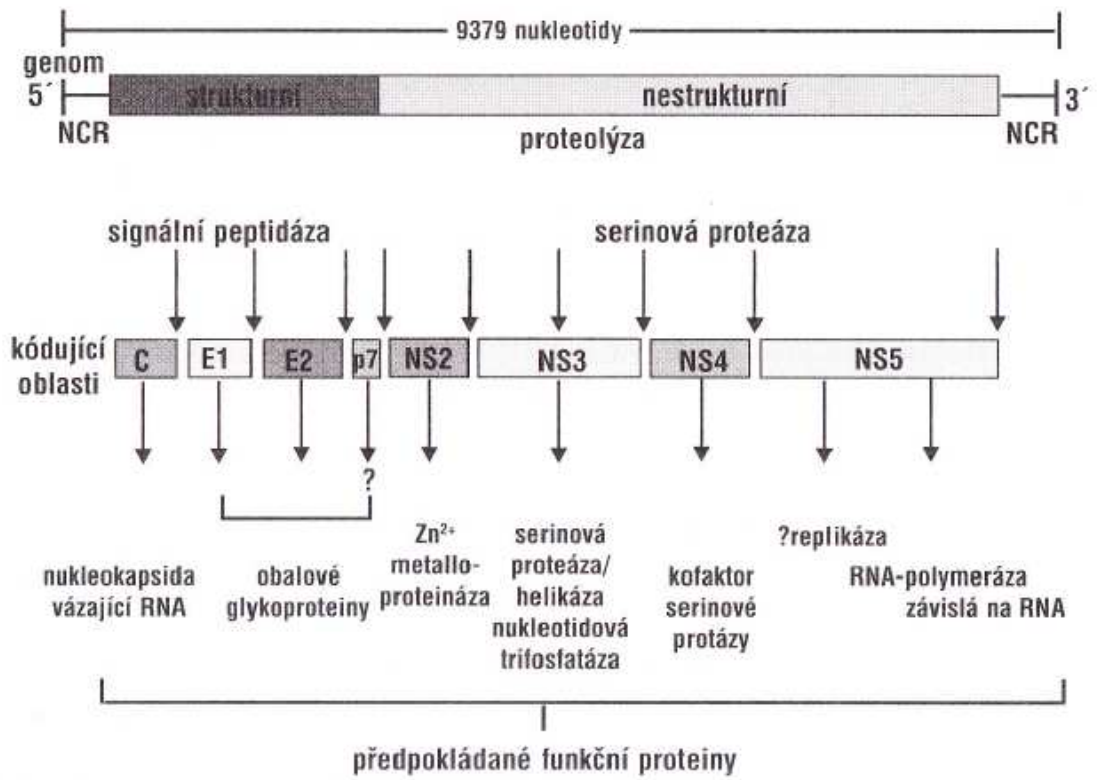 9379 nukleotidy
genom
5´
strukturní
nestrukturní
3´
NCR
proteolýza
NCR
signální peptidáza
serinová proteáza
kódující
oblasti
C
E1
E2
p7
NS2
NS3
NS4
NS5
?
nukleokapsida
vázající RNA
obalové
glykoproteiny
Zn²⁺
metallo-
proteináza
serinová
proteáza/
helikáza
nukleotidová
trifosfatáza
kofaktor
serinové
protázy
?replikáza
RNA-polymeráza
závislá na RNA
předpokládané funkční proteiny